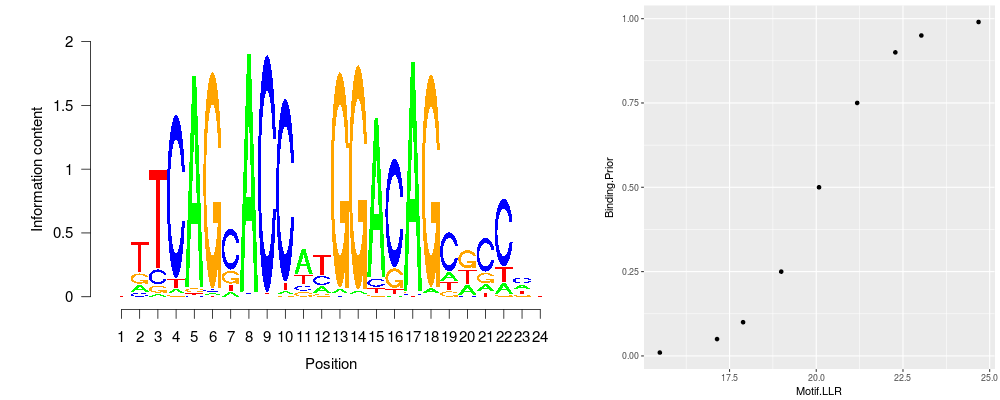 2
1.5
1
0.5
0
Information content
1 2 3 4 5 6 7 8 9 10 11 12 13 14 15 16 17 18 19 20 21 22 23 24
Position
TTCAGCACCATGGACAGCGCC
1.00
0.75
0.50
0.25
0.00
Binding.Prior
17.5 20.0 22.5 25.0
Motif.LLR